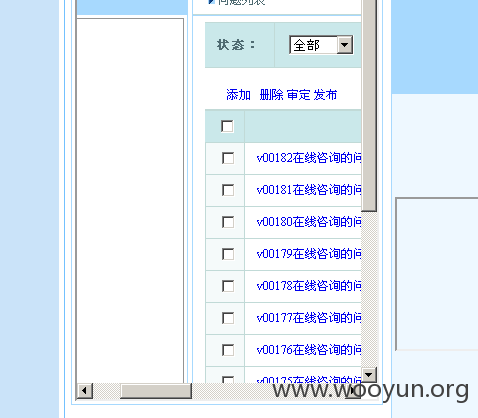 问题列表
状态： 全部
添加 删除 审定 发布
v00182在线咨询的问
v00181在线咨询的问
v00180在线咨询的问
v00179在线咨询的问
v00178在线咨询的问
v00177在线咨询的问
v00176在线咨询的问
v00175在线咨询的问
www.wooyun.org